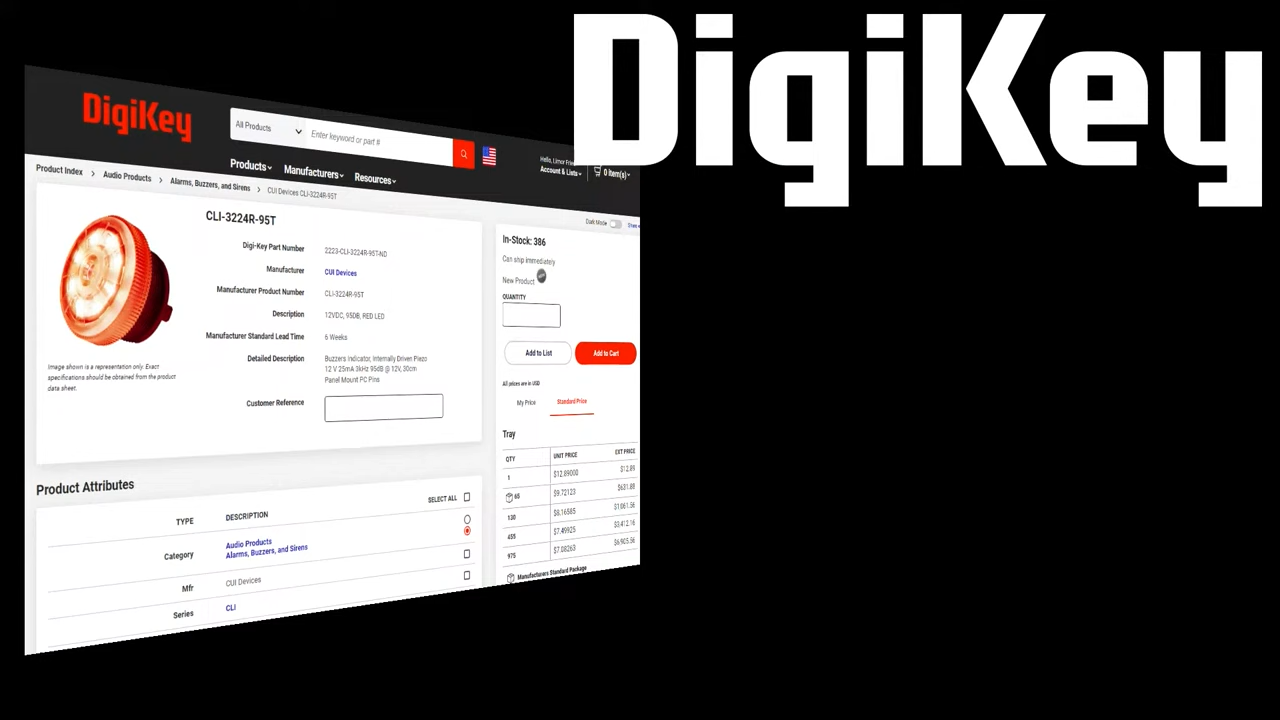 DigiKey
DigiKey
All Products
Enter keyword or part #
Products
Manufacturers
Resources
Account & Lists
0 Item(s)
Product Index > Audio Products > Alarms, Buzzers, and Sirens > CUI Devices CLI-3224R-95T
Dark Mode
CLI-3224R-95T
Digi-Key Part Number 2223-CLI-3224R-95T-ND
Manufacturer CUI Devices
Manufacturer Product Number CLI-3224R-95T
Description 12VDC, 95DB, RED LED
Manufacturer Standard Lead Time 6 Weeks
Detailed Description Buzzers Indicator, Internally Driven Piezo
12 V 25mA 3kHz 95dB @ 12V, 30cm
Panel Mount PC Pins
Customer Reference
Image shown is a representation only. Exact
specifications should be obtained from the product
data sheet.
In-Stock: 386
Can ship immediately
New Product
QUANTITY
Add to List
Add to Cart
All prices are in USD
My Price
Standard Price
Tray
QTY UNIT PRICE EXT PRICE
1 $12.89000 $12.89
65 $9.72123 $631.88
130 $8.16585 $1,061.56
455 $7.49925 $3,412.16
975 $7.08263 $6,905.56
Manufacturers Standard Package
Product Attributes
SELECT ALL
TYPE DESCRIPTION
Category Audio Products
Alarms, Buzzers, and Sirens
Mfr CUI Devices
Series CLI